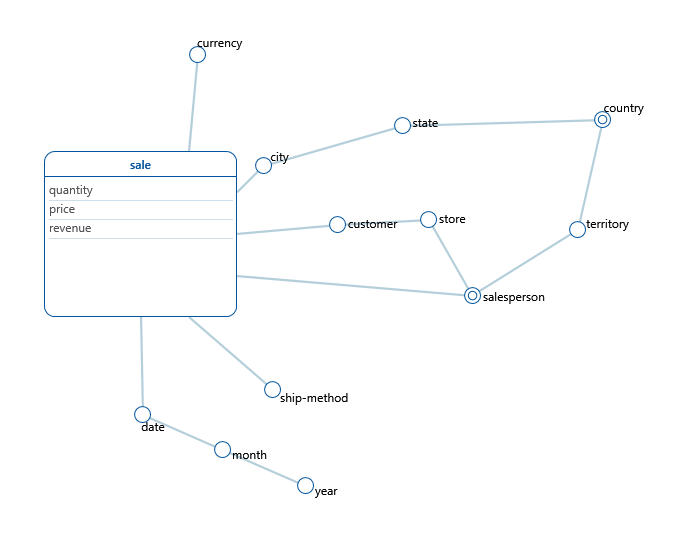 currency
country
state
city
sale
quantity
price
revenue
customer
store
territory
salesperson
ship-method
date
month
year